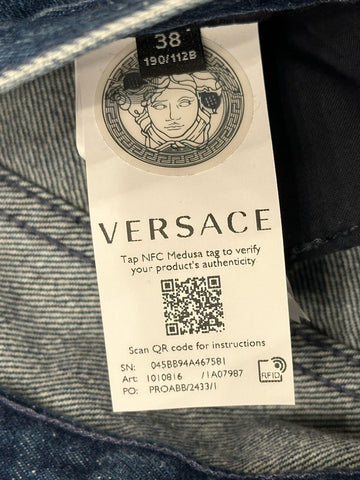 38
190/112B
VERSACE
Tap NFC Medusa tag to verify
your product's authenticity
Scan QR code for instructions
SN: 045BB94A467581
Art: 1010816 /1A07987
PO: PROABB/2433/1
RFID